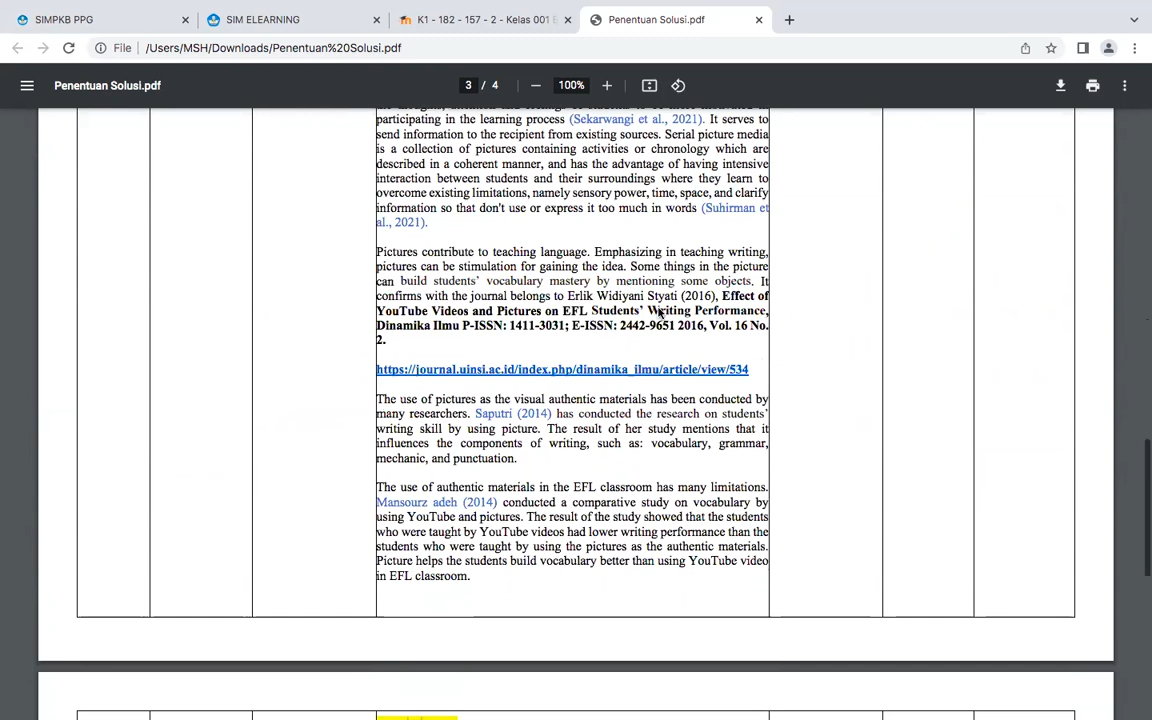 SIMPKB PPG
SIM ELEARNING
K1 - 182 - 157 - 2 - Kelas 001
Penentuan Solusi.pdf
File
/Users/MSH/Downloads/Penentuan%20Solusi.pdf
Penentuan Solusi.pdf
3 / 4
100%
participating in the learning process (Sekarwangi et al., 2021). It serves to
send information to the recipient from existing sources. Serial picture media
is a collection of pictures containing activities or chronology which are
described in a coherent manner, and has the advantage of having intensive
interaction between students and their surroundings where they learn to
overcome existing limitations, namely sensory power, time, space, and clarify
information so that don't use or express it too much in words (Suhirman et
al., 2021).
Pictures contribute to teaching language. Emphasizing in teaching writing,
pictures can be stimulation for gaining the idea. Some things in the picture
can build students' vocabulary mastery by mentioning some objects. It
confirms with the journal belongs to Erlik Widiyani Styati (2016), Effect of
YouTube Videos and Pictures on EFL Students' Writing Performance,
Dinamika Ilmu P-ISSN: 1411-3031; E-ISSN: 2442-9651 2016, Vol. 16 No.
2.
https://journal.uinsi.ac.id/index.php/dinamika_ilmu/article/view/534
The use of pictures as the visual authentic materials has been conducted by
many researchers. Saputri (2014) has conducted the research on students'
writing skill by using picture. The result of her study mentions that it
influences the components of writing, such as: vocabulary, grammar,
mechanic, and punctuation.
The use of authentic materials in the EFL classroom has many limitations.
Mansourz adeh (2014) conducted a comparative study on vocabulary by
using YouTube and pictures. The result of the study showed that the students
who were taught by YouTube videos had lower writing performance than the
students who were taught by using the pictures as the authentic materials.
Picture helps the students build vocabulary better than using YouTube video
in EFL classroom.